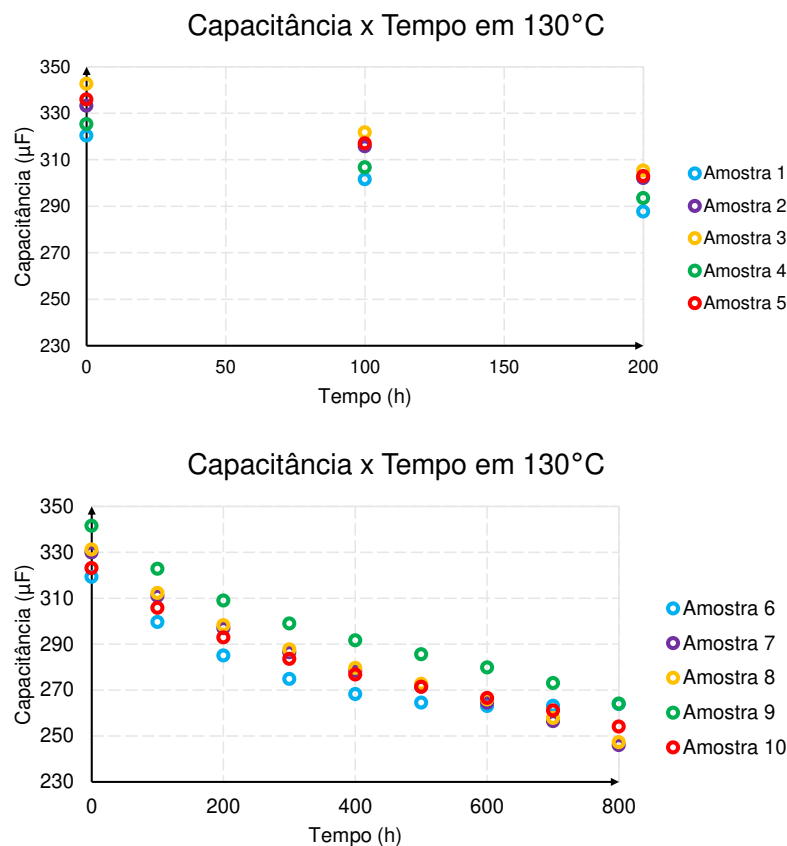 Capacitância x Tempo em 130°C
350
330
310
290
270
250
230
Capacitância (µF)
0
50
100
150
200
Tempo (h)
Amostra 1
Amostra 2
Amostra 3
Amostra 4
Amostra 5
Capacitância x Tempo em 130°C
350
330
310
290
270
250
230
Capacitância (µF)
0
200
400
600
800
Tempo (h)
Amostra 6
Amostra 7
Amostra 8
Amostra 9
Amostra 10